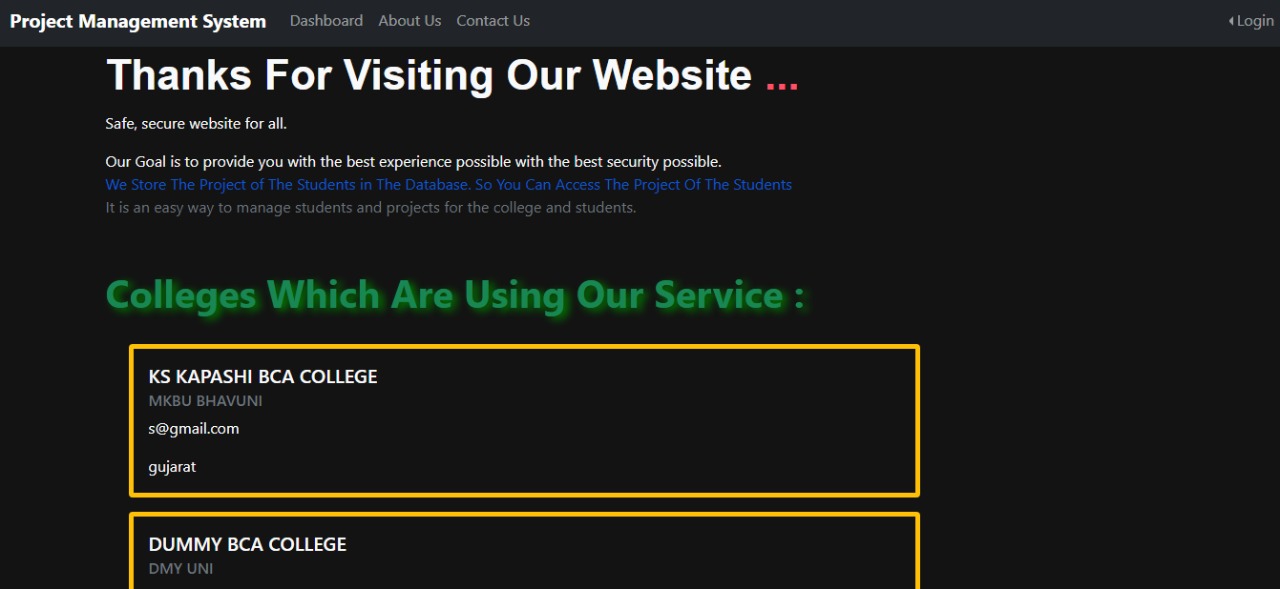 Project Management System Dashboard About Us Contact Us Login
Thanks For Visiting Our Website ...
Safe, secure website for all.
Our Goal is to provide you with the best experience possible with the best security possible.
We Store The Project of The Students in The Database. So You Can Access The Project Of The Students
It is an easy way to manage students and projects for the college and students.
Colleges Which Are Using Our Service :
KS KAPASHI BCA COLLEGE
MKBU BHAVUNI
s@gmail.com
gujarat
DUMMY BCA COLLEGE
DMY UNI